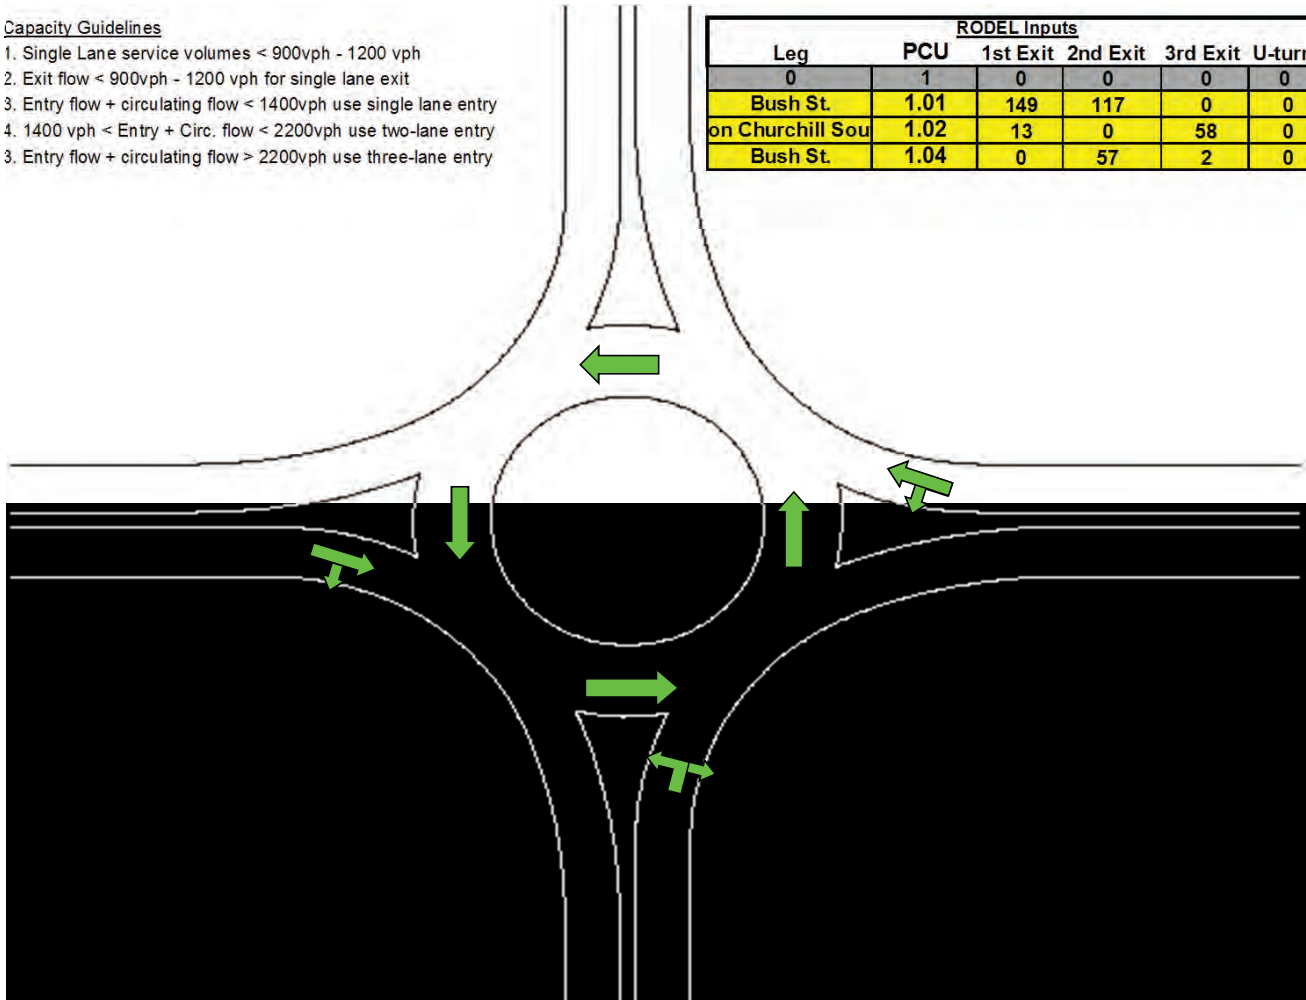 Capacity Guidelines
1. Single Lane service volumes < 900vph - 1200 vph
2. Exit flow < 900vph - 1200 vph for single lane exit
3. Entry flow + circulating flow < 1400vph use single lane entry
4. 1400 vph < Entry + Circ. flow < 2200vph use two-lane entry
3. Entry flow + circulating flow > 2200vph use three-lane entry
RODEL Inputs
Leg PCU 1st Exit 2nd Exit 3rd Exit U-turn
0 1 0 0 0 0
Bush St. 1.01 149 117 0 0
on Churchill Sou 1.02 13 0 58 0
Bush St. 1.04 0 57 2 0